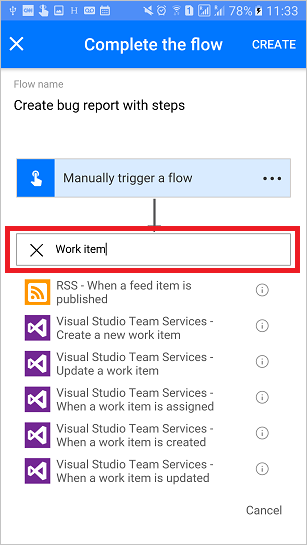 78% 11:33
Complete the flow
CREATE
Flow name
Create bug report with steps
Manually trigger a flow
Work item
RSS - When a feed item is
published
Visual Studio Team Services -
Create a new work item
Visual Studio Team Services -
Update a work item
Visual Studio Team Services -
When a work item is assigned
Visual Studio Team Services -
When a work item is created
Visual Studio Team Services -
When a work item is updated
Cancel